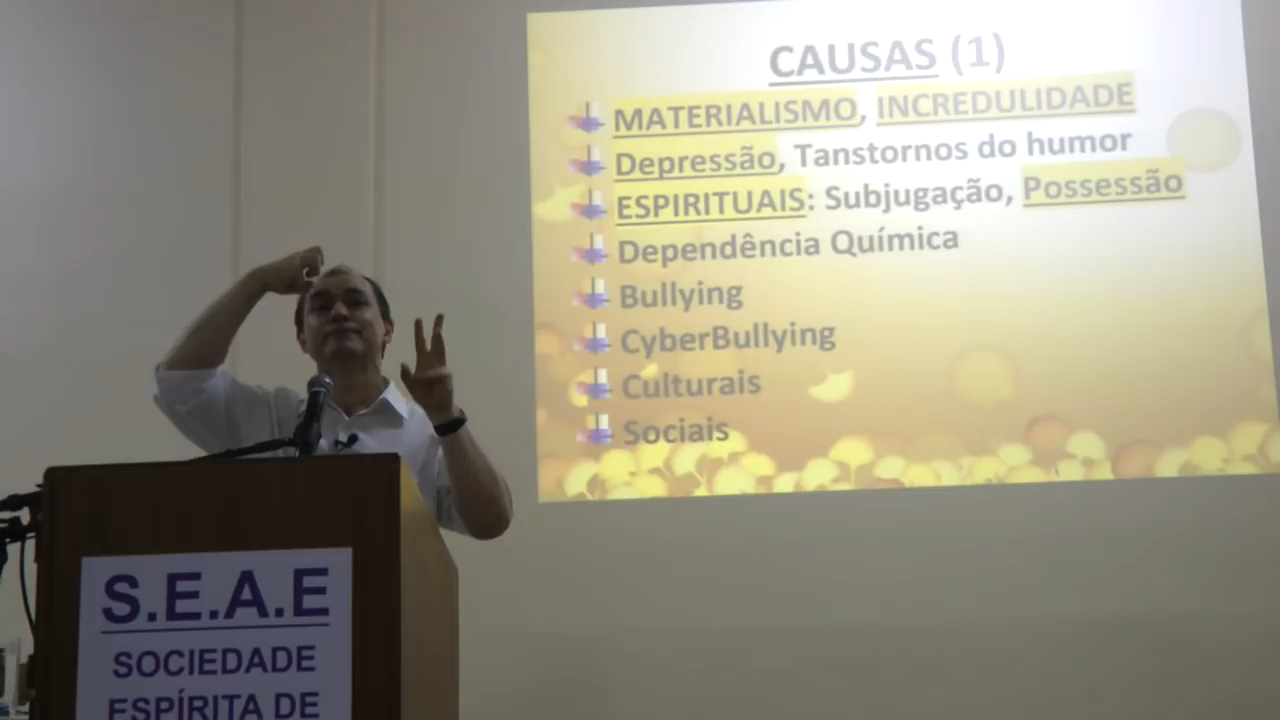 CAUSAS (1)
MATERIALISMO, INCREDULIDADE
Depressão, Tanstornos do humor
ESPIRITUAIS: Subjugação, Possessão
Dependência Química
Bullying
CyberBullying
Culturais
Sociais
S.E.A.E
SOCIEDADE
ESPÍRITA DE